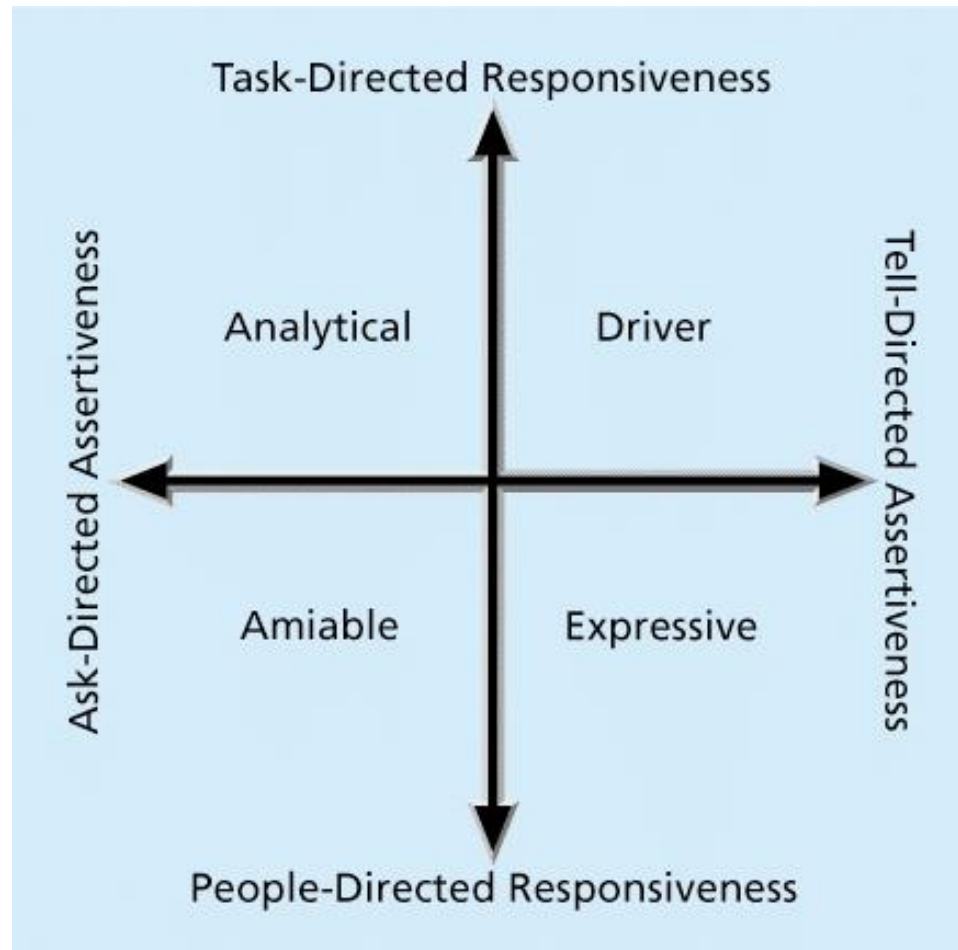 Task-Directed Responsiveness
Ask-Directed Assertiveness
Tell-Directed Assertiveness
Analytical
Driver
Amiable
Expressive
People-Directed Responsiveness